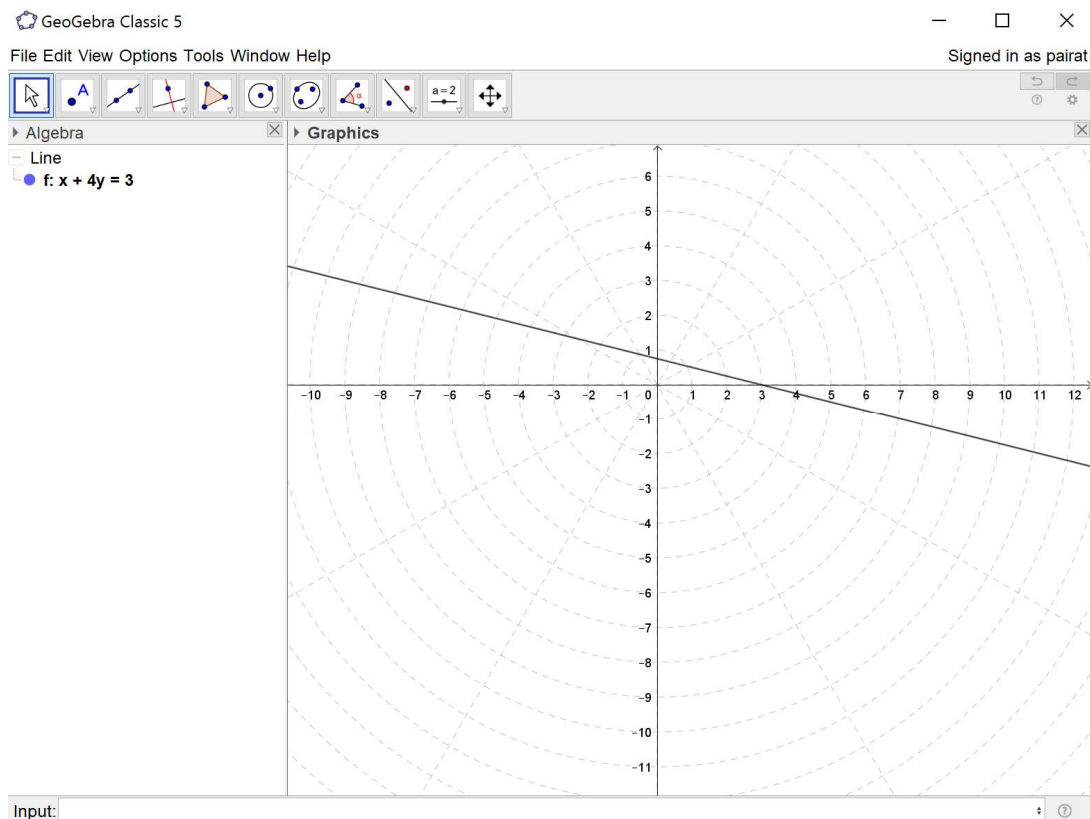 GeoGebra Classic 5
File Edit View Options Tools Window Help
Signed in as pairat
A
α
a = 2
Algebra
Graphics
Line
f: x + 4y = 3
6
5
4
3
2
1
-10 -9 -8 -7 -6 -5 -4 -3 -2 -1 0 1 2 3 4 5 6 7 8 9 10 11 12
-1
-2
-3
-4
-5
-6
-7
-8
-9
-10
-11
Input: